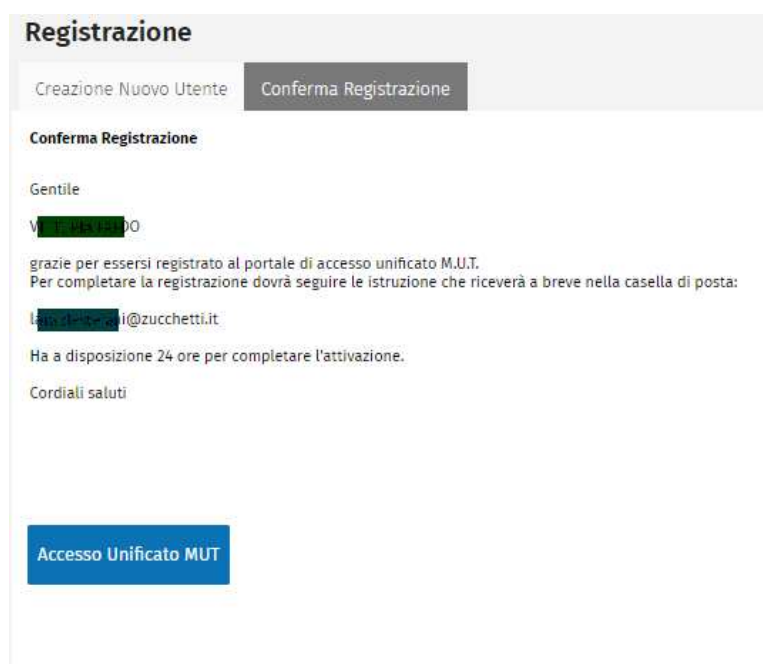 Registrazione
Creazione Nuovo Utente
Conferma Registrazione
Conferma Registrazione
Gentile
grazie per essersi registrato al portale di accesso unificato M.U.T.
Per completare la registrazione dovrà seguire le istruzione che riceverà a breve nella casella di posta:
i@zucchetti.it
Ha a disposizione 24 ore per completare l'attivazione.
Cordiali saluti
Accesso Unificato MUT